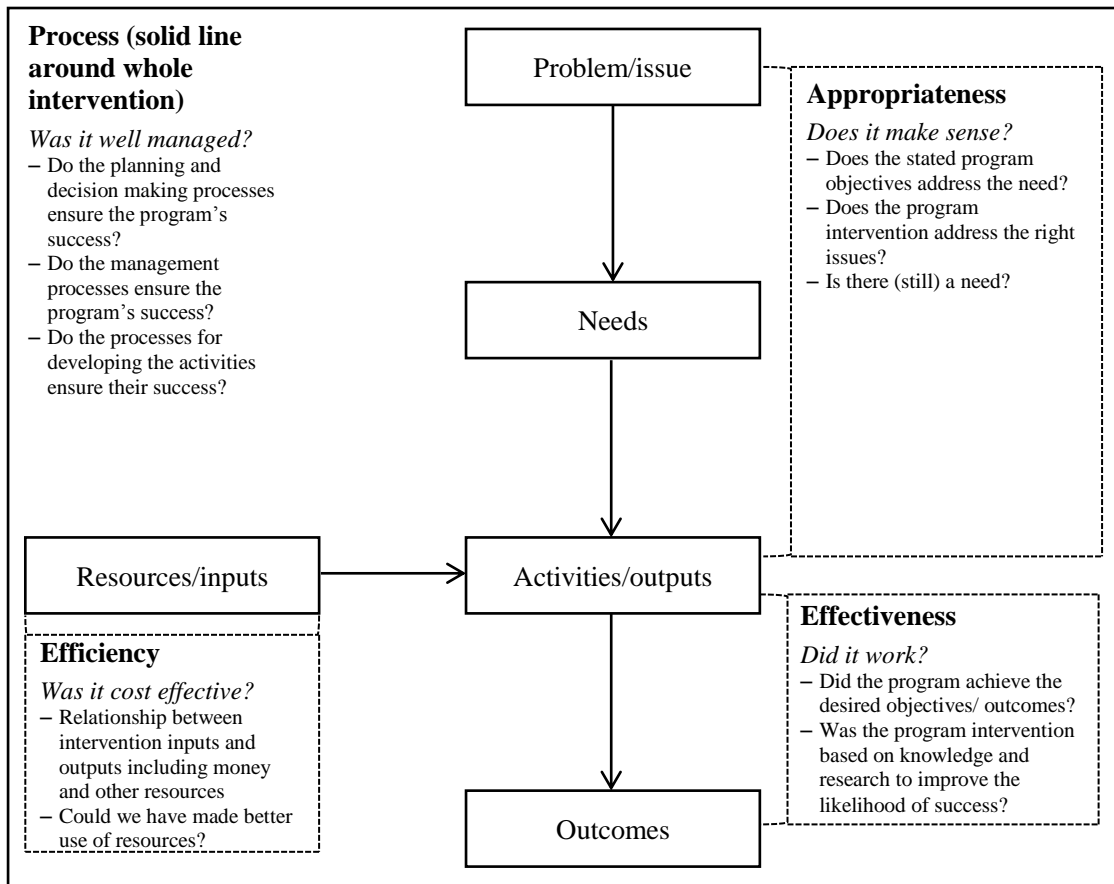 Process (solid line
around whole
intervention)
Was it well managed?
– Do the planning and
decision making processes
ensure the program’s
success?
– Do the management
processes ensure the
program’s success?
– Do the processes for
developing the activities
ensure their success?
Problem/issue
Appropriateness
Does it make sense?
– Does the stated program
objectives address the need?
– Does the program
intervention address the right
issues?
– Is there (still) a need?
Needs
Resources/inputs
Activities/outputs
Efficiency
Was it cost effective?
– Relationship between
intervention inputs and
outputs including money
and other resources
– Could we have made better
use of resources?
Effectiveness
Did it work?
– Did the program achieve the
desired objectives/ outcomes?
– Was the program intervention
based on knowledge and
research to improve the
likelihood of success?
Outcomes